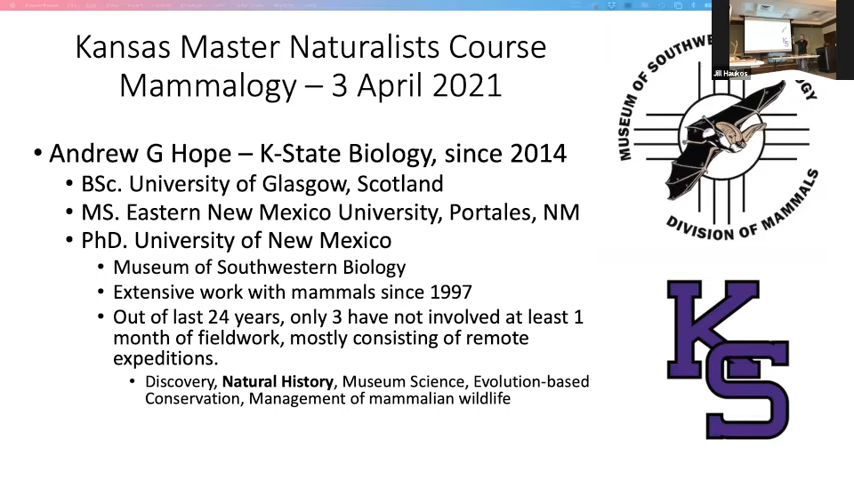 Kansas Master Naturalists Course
Mammalogy – 3 April 2021
• Andrew G Hope – K-State Biology, since 2014
• BSc. University of Glasgow, Scotland
• MS. Eastern New Mexico University, Portales, NM
• PhD. University of New Mexico
• Museum of Southwestern Biology
• Extensive work with mammals since 1997
• Out of last 24 years, only 3 have not involved at least 1
month of fieldwork, mostly consisting of remote
expeditions.
• Discovery, Natural History, Museum Science, Evolution-based
Conservation, Management of mammalian wildlife
Jill Haukos
MUSEUM OF SOUTHW
GY
DIVISION OF MAMMALS
KS